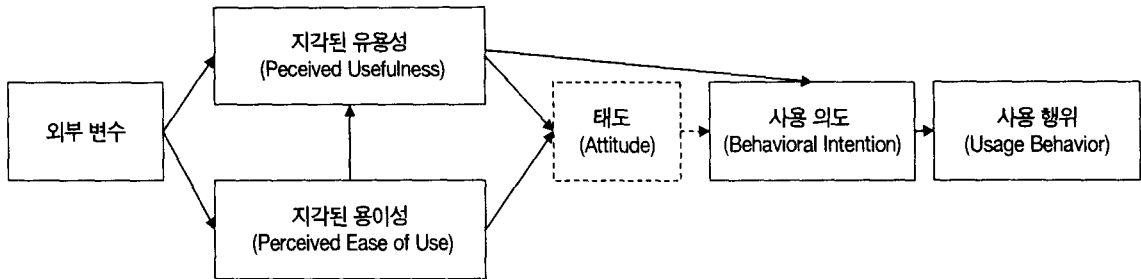 지각된 유용성
(Peceived Usefulness)
외부 변수
태도
(Attitude)
사용 의도
(Behavioral Intention)
사용 행위
(Usage Behavior)
지각된 용이성
(Perceived Ease of Use)